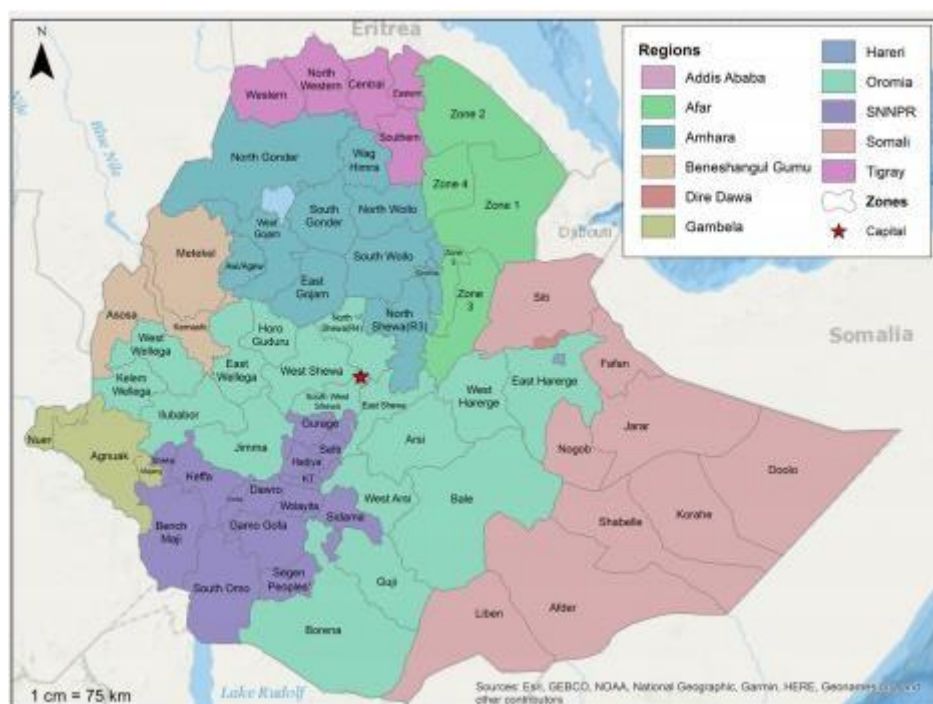 N
Eritrea
Nile
Blue Nile
Western
North
Western
Central
Eastern
Southern
Zone 2
Zone 4
Zone 1
Zone 3
North Gonder
Wag
Himra
West
Gojam
South
Gonder
North Wollo
South Wollo
East
Gojam
North
Shewa(R3)
North
Shewa(R4)
Metekel
Asosa
Kemashi
Horo
Guduru
West
Wellega
East
Wellega
Kelem
Wellega
West Shewa
South West
Shewa
East Shewa
Ilubabor
Jimma
Arsi
West
Harerge
East Harerge
West Arsi
Bale
Guji
Borena
Nuer
Agnuak
Gurage
Hadiya
KT
Keffa
Dawro
Wolayita
Sidama
Gamo Gofa
Bench
Maji
South Omo
Segen
Peoples'
Siti
Fafan
Jarar
Nogob
Doolo
Korahe
Shabelle
Afder
Liben
Djibouti
Somalia
Lake Rudolf
Regions
Addis Ababa
Afar
Amhara
Beneshangul Gumu
Dire Dawa
Gambela
Hareri
Oromia
SNNPR
Somali
Tigray
Zones
Capital
1 cm = 75 km
Sources: Esri, GEBCO, NOAA, National Geographic, Garmin, HERE, Geonames.org, and
other contributors